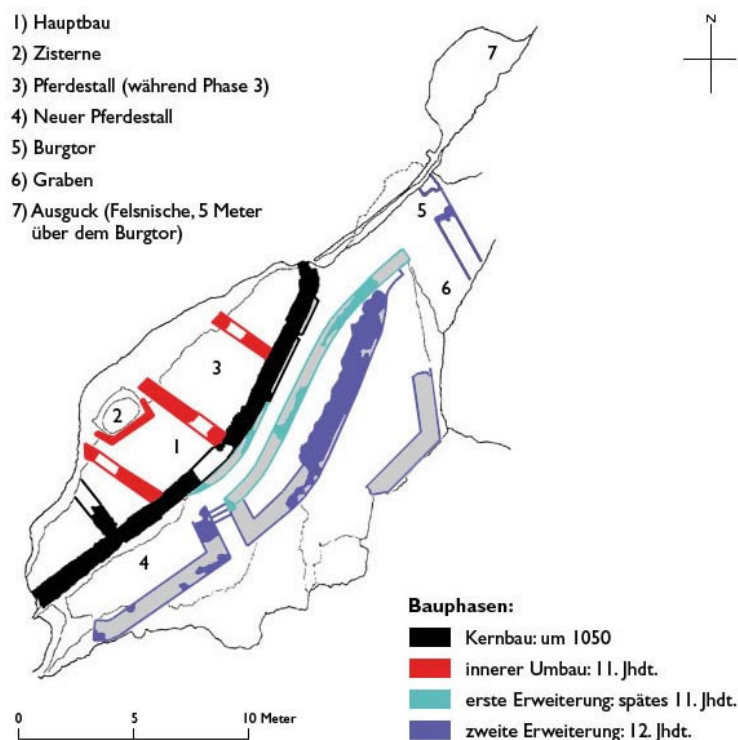 1) Hauptbau
2) Zisterne
3) Pferdestall (während Phase 3)
4) Neuer Pferdestall
5) Burgtor
6) Graben
7) Ausguck (Felsnische, 5 Meter
über dem Burgtor)
N
7
5
6
3
2
1
4
Bauphasen:
Kernbau: um 1050
innerer Umbau: 11. Jhdt.
erste Erweiterung: spätes 11. Jhdt.
zweite Erweiterung: 12. Jhdt.
0 5 10 Meter